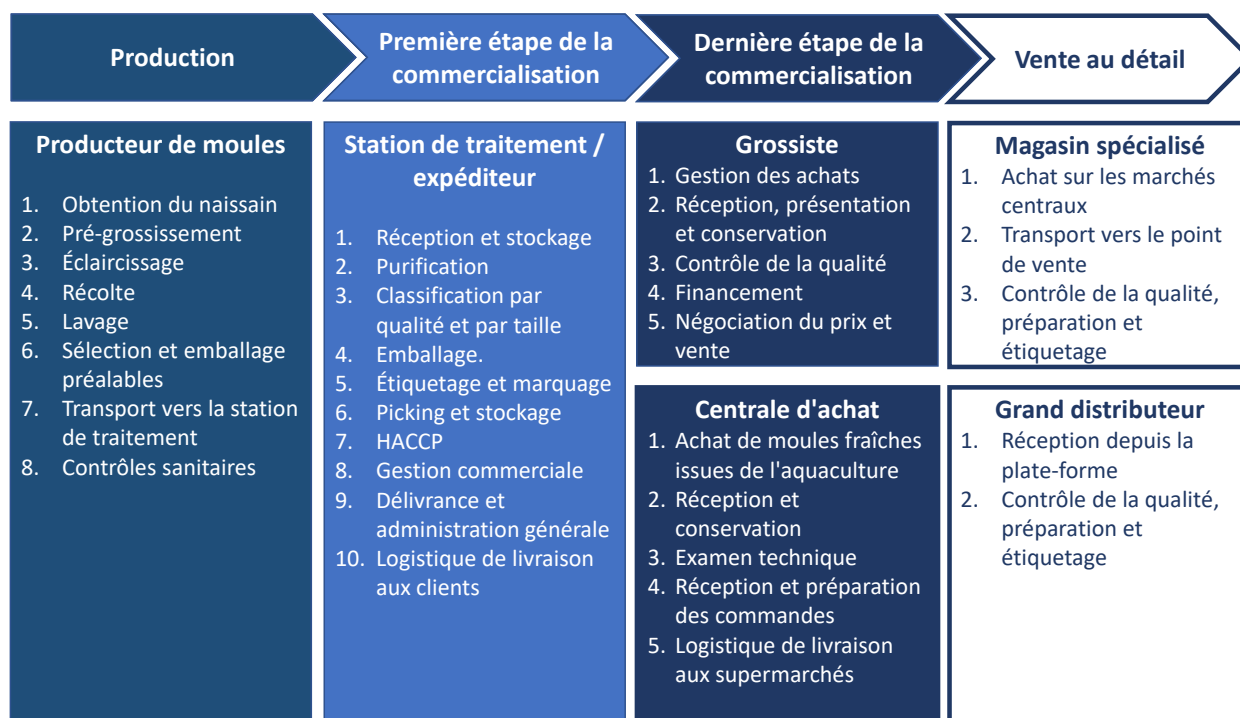 Production
Première étape de la
commercialisation
Dernière étape de la
commercialisation
Vente au détail
Producteur de moules
1. Obtention du naissain
2. Pré-grossissement
3. Éclaircissage
4. Récolte
5. Lavage
6. Sélection et emballage
préalables
7. Transport vers la station
de traitement
8. Contrôles sanitaires
Station de traitement /
expéditeur
1. Réception et stockage
2. Purification
3. Classification par
qualité et par taille
4. Emballage.
5. Étiquetage et marquage
6. Picking et stockage
7. HACCP
8. Gestion commerciale
9. Délivrance et
administration générale
10. Logistique de livraison
aux clients
Grossiste
1. Gestion des achats
2. Réception, présentation
et conservation
3. Contrôle de la qualité
4. Financement
5. Négociation du prix et
vente
Centrale d'achat
1. Achat de moules fraîches
issues de l'aquaculture
2. Réception et
conservation
3. Examen technique
4. Réception et préparation
des commandes
5. Logistique de livraison
aux supermarchés
Magasin spécialisé
1. Achat sur les marchés
centraux
2. Transport vers le point
de vente
3. Contrôle de la qualité,
préparation et
étiquetage
Grand distributeur
1. Réception depuis la
plate-forme
2. Contrôle de la qualité,
préparation et
étiquetage